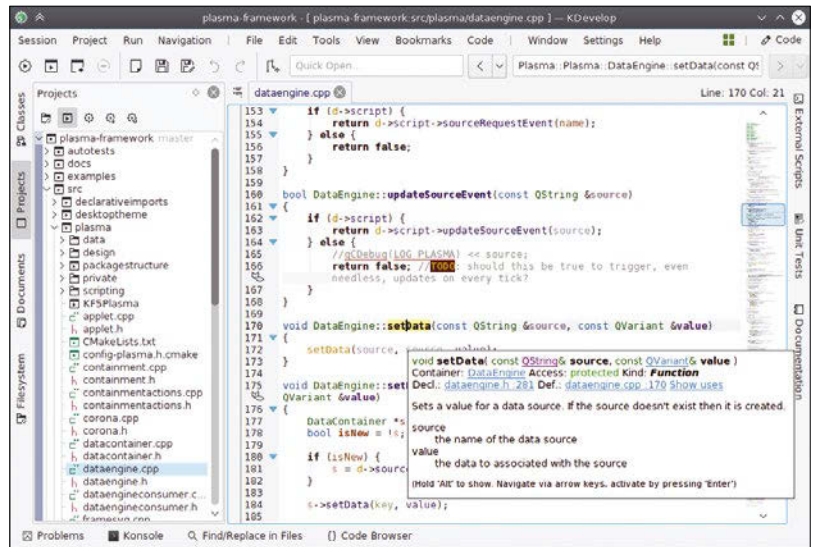 plasma-framework - [ plasma-framework:src/plasma/dataengine.cpp ] — KDevelop
Session Project Run Navigation File Edit Tools View Bookmarks Code Window Settings Help Code
Quick Open... Plasma::Plasma::DataEngine::setData(const QS
Classes
Projects
Documents
Filesystem
Projects
plasma-framework master
autotests
docs
examples
src
declarativeimports
desktoptheme
plasma
data
design
packagestructure
private
scripting
KF5Plasma
applet.cpp
applet.h
CMakeLists.txt
config-plasma.h.cmake
containment.cpp
containment.h
containmentactions.cpp
containmentactions.h
corona.cpp
corona.h
datacontainer.cpp
datacontainer.h
dataengine.cpp
dataengine.h
dataengineconsumer.c...
dataengineconsumer.h
framesvg.cpp
dataengine.cpp Line: 170 Col: 21
153 if (d->script) {
154 return d->script->sourceRequestEvent(name);
155 } else {
156 return false;
157 }
158 }
159
160 bool DataEngine::updateSourceEvent(const QString &source)
161 {
162 if (d->script) {
163 return d->script->updateSourceEvent(source);
164 } else {
165 //qCDebug(LOG_PLASMA) << source;
166 return false; //TODO: should this be true to trigger, even
needless, updates on every tick?
167 }
168 }
169
170 void DataEngine::setData(const QString &source, const QVariant &value)
171 {
172 setData(source, source, value);
173 }
174
175 void DataEngine::set
QVariant &value)
176 {
177 DataContainer *s
178 bool isNew = !s;
179
180 if (isNew) {
181 s = d->sourc
182 }
183
184 s->setData(key, value);
185
void setData( const QString& source, const QVariant& value )
Container: DataEngine Access: protected Kind: Function
Decl.: dataengine.h :281 Def.: dataengine.cpp :170 Show uses
Sets a value for a data source. If the source doesn't exist then it is created.
source
the name of the data source
value
the data to associated with the source
(Hold 'Alt' to show. Navigate via arrow keys, activate by pressing 'Enter')
External Scripts
Unit Tests
Documentation
Problems Konsole Find/Replace in Files {} Code Browser